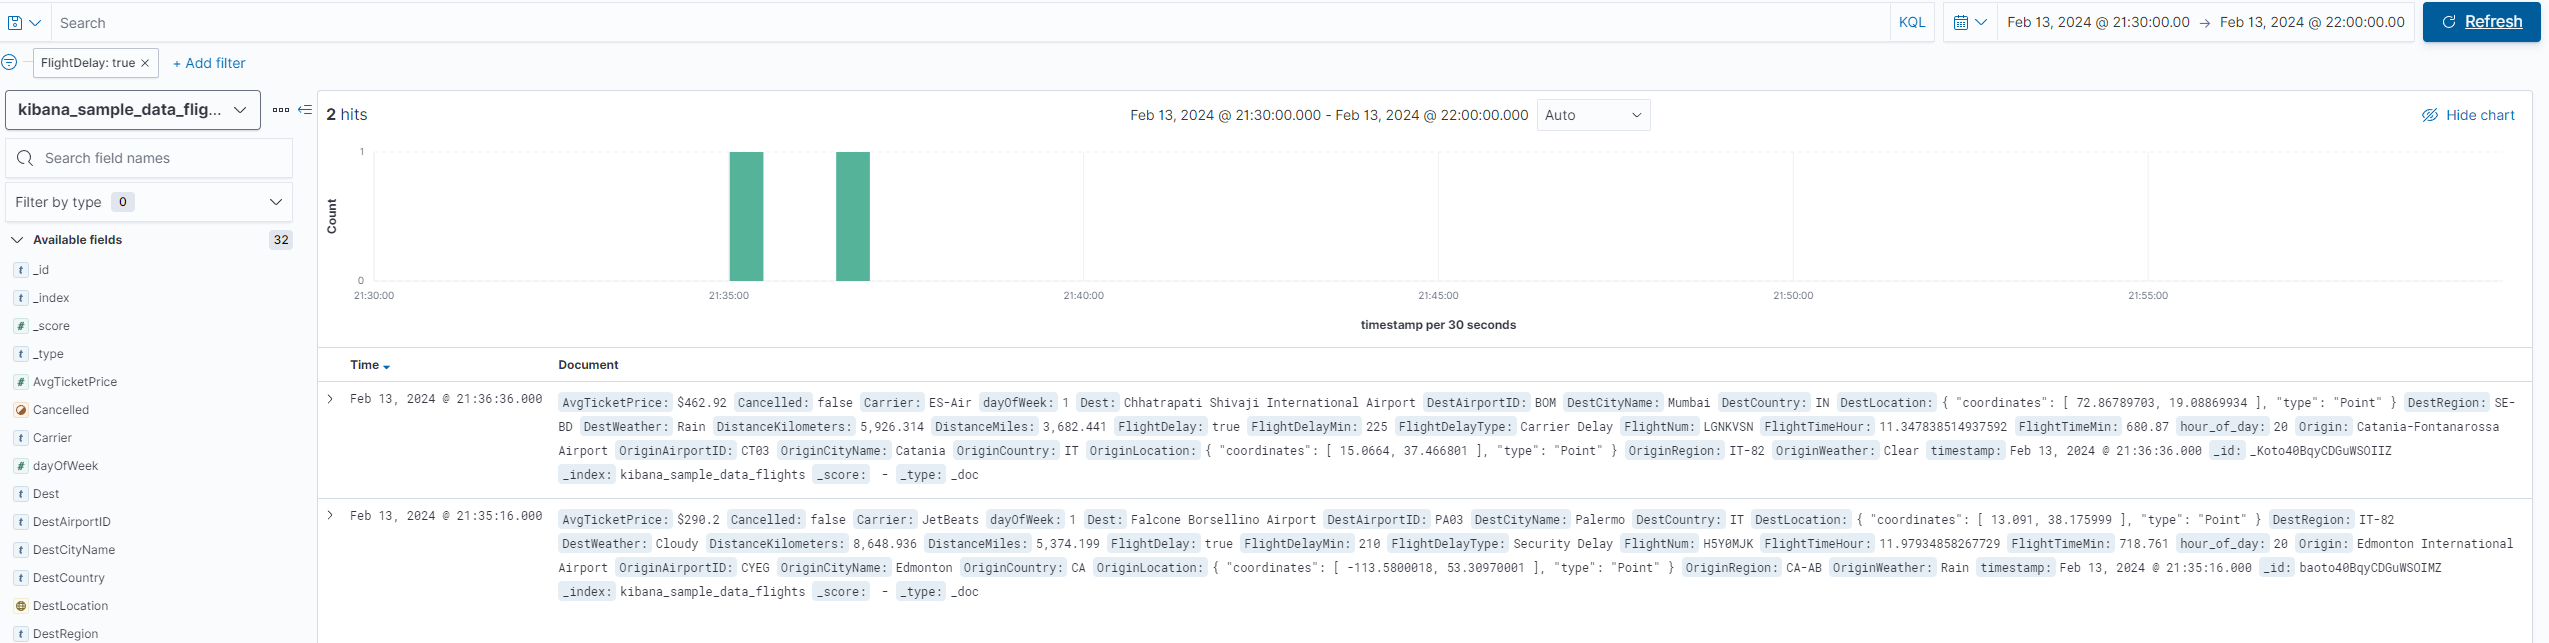 Search KQL Feb 13, 2024 @ 21:30:00.00 → Feb 13, 2024 @ 22:00:00.00 Refresh
FlightDelay: true × + Add filter
kibana_sample_data_flig...
2 hits Feb 13, 2024 @ 21:30:00.000 - Feb 13, 2024 @ 22:00:00.000 Auto Hide chart
Search field names
Filter by type 0
Available fields 32
t _id
t _index
# _score
t _type
# AvgTicketPrice
Cancelled
t Carrier
# dayOfWeek
t Dest
t DestAirportID
t DestCityName
t DestCountry
DestLocation
t DestRegion
Count
1
0
21:30:00 21:35:00 21:40:00 21:45:00 21:50:00 21:55:00
timestamp per 30 seconds
Time Document
Feb 13, 2024 @ 21:36:36.000
AvgTicketPrice: $462.92 Cancelled: false Carrier: ES-Air dayOfWeek: 1 Dest: Chhatrapati Shivaji International Airport DestAirportID: BOM DestCityName: Mumbai DestCountry: IN DestLocation: { "coordinates": [ 72.86789703, 19.08869934 ], "type": "Point" } DestRegion: SE-
BD DestWeather: Rain DistanceKilometers: 5,926.314 DistanceMiles: 3,682.441 FlightDelay: true FlightDelayMin: 225 FlightDelayType: Carrier Delay FlightNum: LGNKVSN FlightTimeHour: 11.347838514937592 FlightTimeMin: 680.87 hour_of_day: 20 Origin: Catania-Fontanarossa
Airport OriginAirportID: CT03 OriginCityName: Catania OriginCountry: IT OriginLocation: { "coordinates": [ 15.0664, 37.466801 ], "type": "Point" } OriginRegion: IT-82 OriginWeather: Clear timestamp: Feb 13, 2024 @ 21:36:36.000 _id: _Koto40BqyCDGuWSOIIZ
_index: kibana_sample_data_flights _score: - _type: _doc
Feb 13, 2024 @ 21:35:16.000
AvgTicketPrice: $290.2 Cancelled: false Carrier: JetBeats dayOfWeek: 1 Dest: Falcone Borsellino Airport DestAirportID: PA03 DestCityName: Palermo DestCountry: IT DestLocation: { "coordinates": [ 13.091, 38.175999 ], "type": "Point" } DestRegion: IT-82
DestWeather: Cloudy DistanceKilometers: 8,648.936 DistanceMiles: 5,374.199 FlightDelay: true FlightDelayMin: 210 FlightDelayType: Security Delay FlightNum: H5Y0MJK FlightTimeHour: 11.97934858267729 FlightTimeMin: 718.761 hour_of_day: 20 Origin: Edmonton International
Airport OriginAirportID: CYEG OriginCityName: Edmonton OriginCountry: CA OriginLocation: { "coordinates": [ -113.5800018, 53.30970001 ], "type": "Point" } OriginRegion: CA-AB OriginWeather: Rain timestamp: Feb 13, 2024 @ 21:35:16.000 _id: baoto40BqyCDGuWSOIMZ
_index: kibana_sample_data_flights _score: - _type: _doc